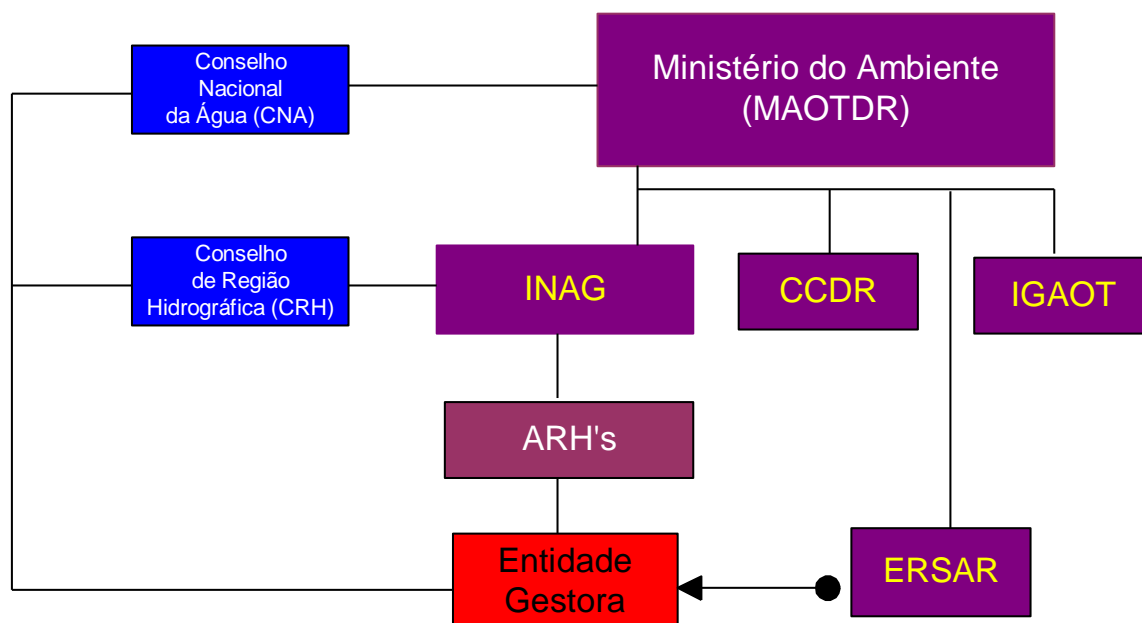 Conselho
Nacional
da Água (CNA)
Ministério do Ambiente
(MAOTDR)
Conselho
de Região
Hidrográfica (CRH)
INAG
CCDR
IGAOT
ARH's
Entidade
Gestora
ERSAR